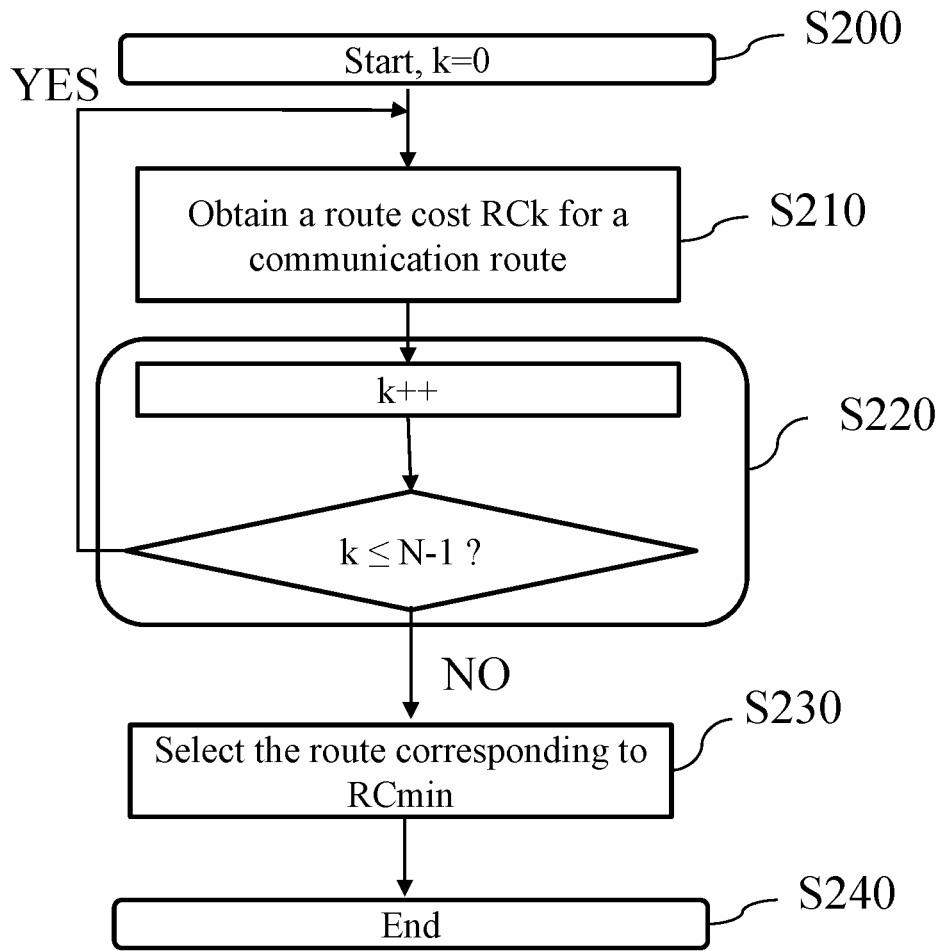 S200
Start, k=0
YES
Obtain a route cost RCk for a
communication route
S210
k++
S220
k ≤ N-1 ?
NO
S230
Select the route corresponding to
RCmin
S240
End